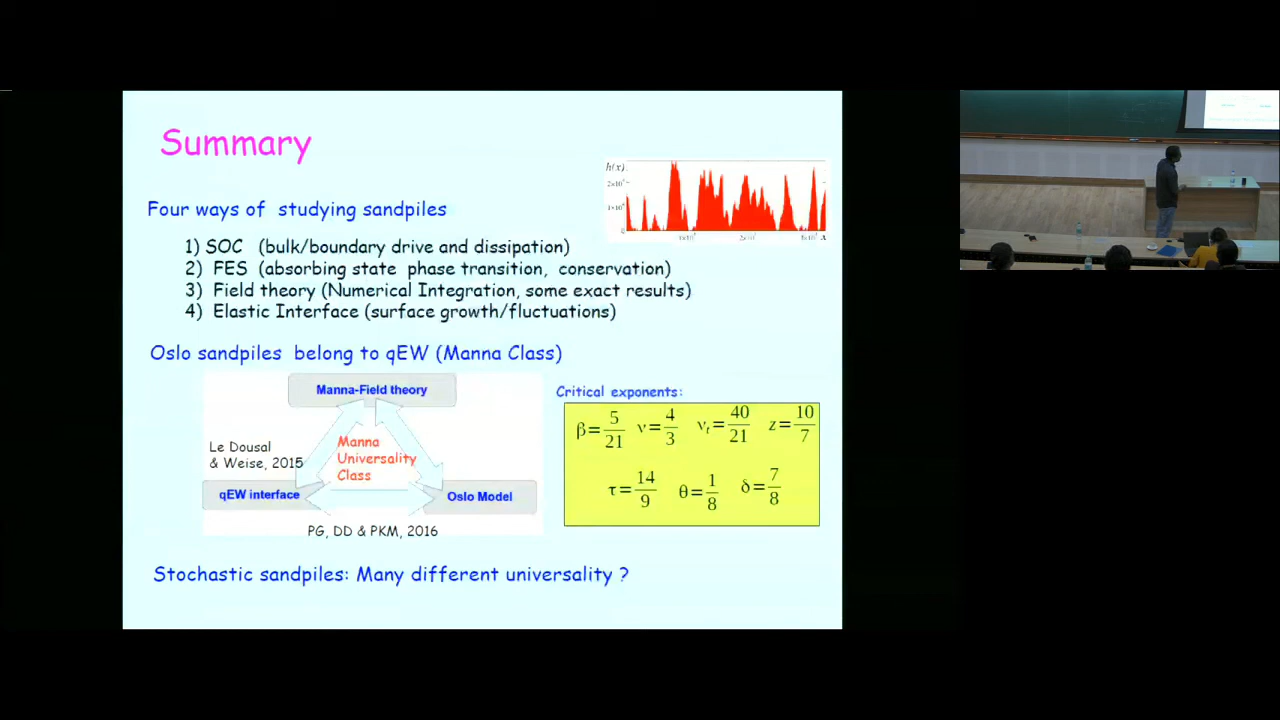 Summary
h(x)
Four ways of studying sandpiles
1) SOC (bulk/boundary drive and dissipation)
2) FES (absorbing state phase transition, conservation)
3) Field theory (Numerical Integration, some exact results)
4) Elastic Interface (surface growth/fluctuations)
Oslo sandpiles belong to qEW (Manna Class)
Manna-Field theory
Le Dousal
& Weise, 2015
Manna
Universality
Class
qEW interface
Oslo Model
PG, DD & PKM, 2016
Critical exponents:
β=5/21 ν=4/3 ν_t=40/21 z=10/7
τ=14/9 θ=1/8 δ=7/8
Stochastic sandpiles: Many different universality ?